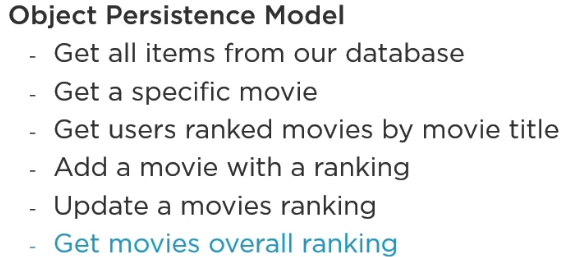 Object Persistence Model
- Get all items from our database
- Get a specific movie
- Get users ranked movies by movie title
- Add a movie with a ranking
- Update a movies ranking
- Get movies overall ranking